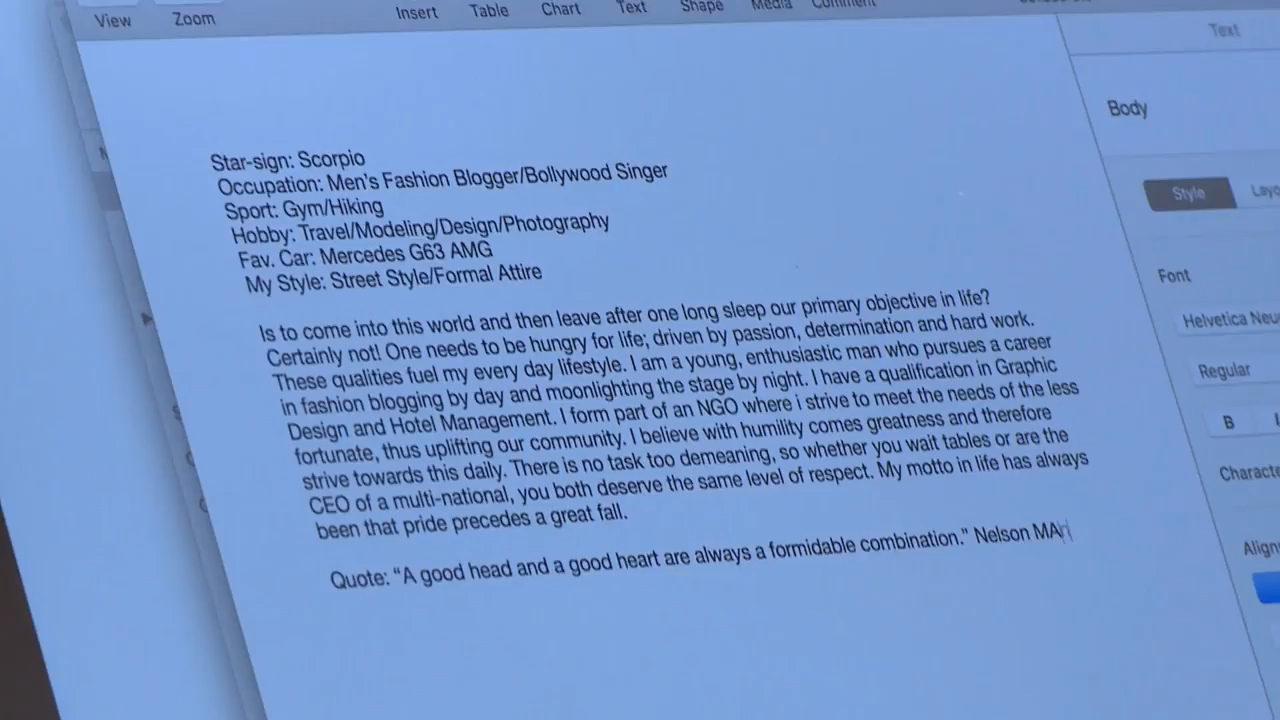 View Zoom Insert Table Chart Text Shape Media Comment
Text
Body
Style
Font
Helvetica Neu
Regular
B
Characte
Alignm
Star-sign: Scorpio
Occupation: Men's Fashion Blogger/Bollywood Singer
Sport: Gym/Hiking
Hobby: Travel/Modeling/Design/Photography
Fav. Car: Mercedes G63 AMG
My Style: Street Style/Formal Attire
Is to come into this world and then leave after one long sleep our primary objective in life?
Certainly not! One needs to be hungry for life; driven by passion, determination and hard work.
These qualities fuel my every day lifestyle. I am a young, enthusiastic man who pursues a career
in fashion blogging by day and moonlighting the stage by night. I have a qualification in Graphic
Design and Hotel Management. I form part of an NGO where i strive to meet the needs of the less
fortunate, thus uplifting our community. I believe with humility comes greatness and therefore
strive towards this daily. There is no task too demeaning, so whether you wait tables or are the
CEO of a multi-national, you both deserve the same level of respect. My motto in life has always
been that pride precedes a great fall.
Quote: “A good head and a good heart are always a formidable combination.” Nelson MAn